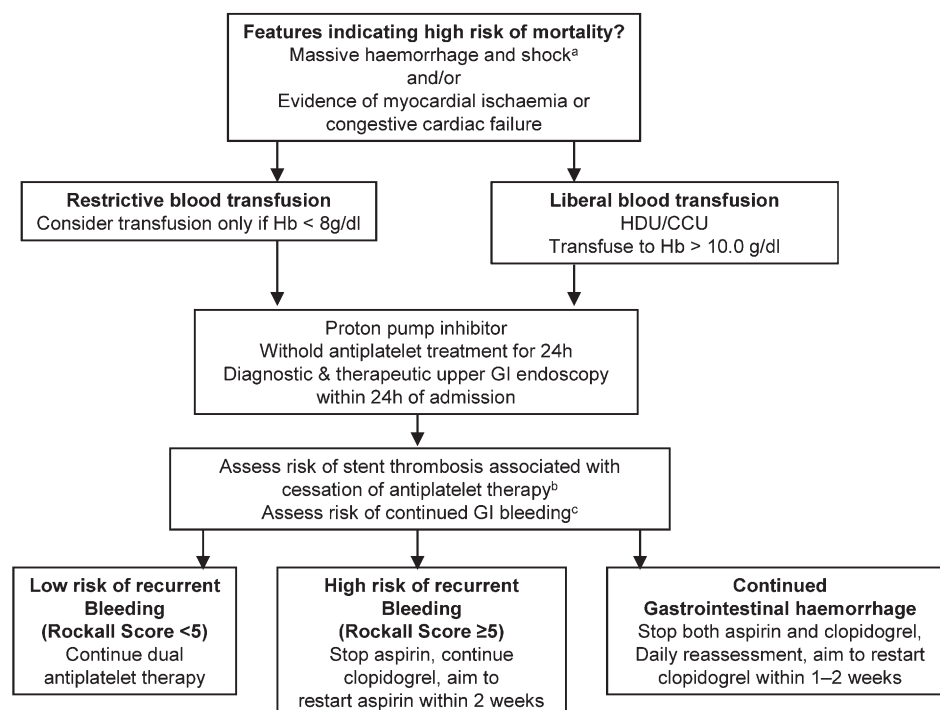 Features indicating high risk of mortality?
Massive haemorrhage and shockᵃ
and/or
Evidence of myocardial ischaemia or
congestive cardiac failure
Restrictive blood transfusion
Consider transfusion only if Hb < 8g/dl
Liberal blood transfusion
HDU/CCU
Transfuse to Hb > 10.0 g/dl
Proton pump inhibitor
Withold antiplatelet treatment for 24h
Diagnostic & therapeutic upper GI endoscopy
within 24h of admission
Assess risk of stent thrombosis associated with
cessation of antiplatelet therapyᵇ
Assess risk of continued GI bleedingᶜ
Low risk of recurrent
Bleeding
(Rockall Score <5)
Continue dual
antiplatelet therapy
High risk of recurrent
Bleeding
(Rockall Score ≥5)
Stop aspirin, continue
clopidogrel, aim to
restart aspirin within 2 weeks
Continued
Gastrointestinal haemorrhage
Stop both aspirin and clopidogrel,
Daily reassessment, aim to restart
clopidogrel within 1–2 weeks